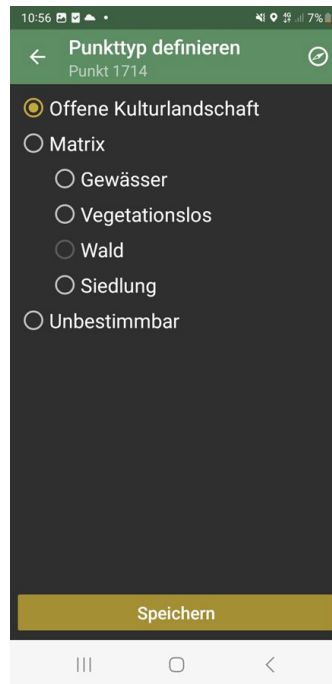 10:56
7%
Punkttyp definieren
Punkt 1714
Offene Kulturlandschaft
Matrix
Gewässer
Vegetationslos
Wald
Siedlung
Unbestimmbar
Speichern